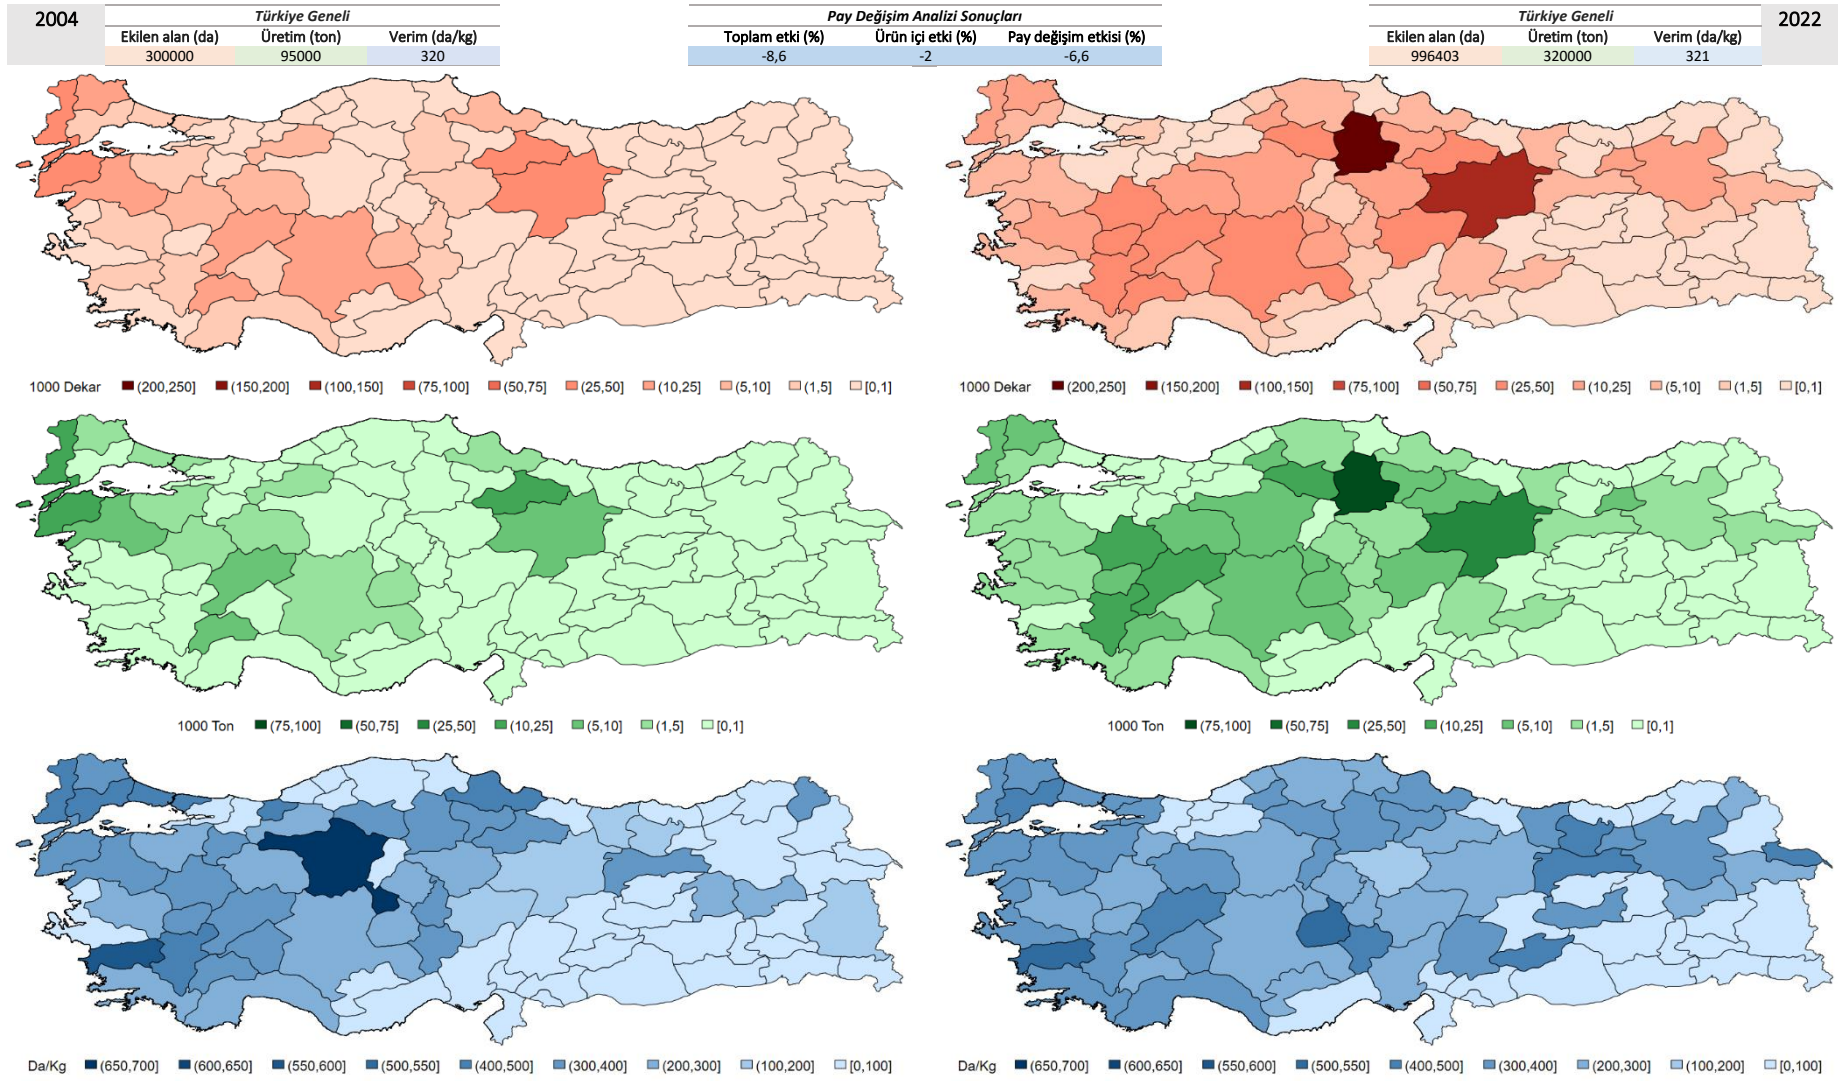 2004
Türkiye Geneli
Ekilen alan (da) Üretim (ton) Verim (da/kg)
300000 95000 320
Pay Değişim Analizi Sonuçları
Toplam etki (%) Ürün içi etki (%) Pay değişim etkisi (%)
-8,6 -2 -6,6
Türkiye Geneli
Ekilen alan (da) Üretim (ton) Verim (da/kg)
996403 320000 321
2022
1000 Dekar (200,250] (150,200] (100,150] (75,100] (50,75] (25,50] (10,25] (5,10] (1,5] [0,1]
1000 Dekar (200,250] (150,200] (100,150] (75,100] (50,75] (25,50] (10,25] (5,10] (1,5] [0,1]
1000 Ton (75,100] (50,75] (25,50] (10,25] (5,10] (1,5] [0,1]
1000 Ton (75,100] (50,75] (25,50] (10,25] (5,10] (1,5] [0,1]
Da/Kg (650,700] (600,650] (550,600] (500,550] (400,500] (300,400] (200,300] (100,200] [0,100]
Da/Kg (650,700] (600,650] (550,600] (500,550] (400,500] (300,400] (200,300] (100,200] [0,100]